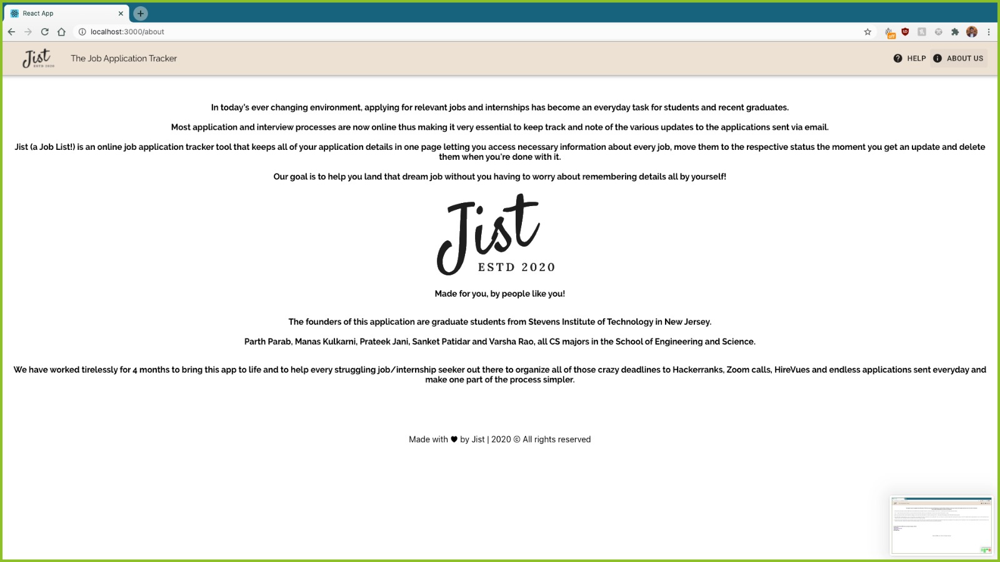 React App
localhost:3000/about
off
Jist
ESTD 2020
The Job Application Tracker
HELP
ABOUT US
In today's ever changing environment, applying for relevant jobs and internships has become an everyday task for students and recent graduates.
Most application and interview processes are now online thus making it very essential to keep track and note of the various updates to the applications sent via email.
Jist (a Job List!) is an online job application tracker tool that keeps all of your application details in one page letting you access necessary information about every job, move them to the respective status the moment you get an update and delete
them when you're done with it.
Our goal is to help you land that dream job without you having to worry about remembering details all by yourself!
Jist
ESTD 2020
Made for you, by people like you!
The founders of this application are graduate students from Stevens Institute of Technology in New Jersey.
Parth Parab, Manas Kulkarni, Prateek Jani, Sanket Patidar and Varsha Rao, all CS majors in the School of Engineering and Science.
We have worked tirelessly for 4 months to bring this app to life and to help every struggling job/internship seeker out there to organize all of those crazy deadlines to Hackerranks, Zoom calls, HireVues and endless applications sent everyday and
make one part of the process simpler.
Made with ♥ by Jist | 2020 © All rights reserved